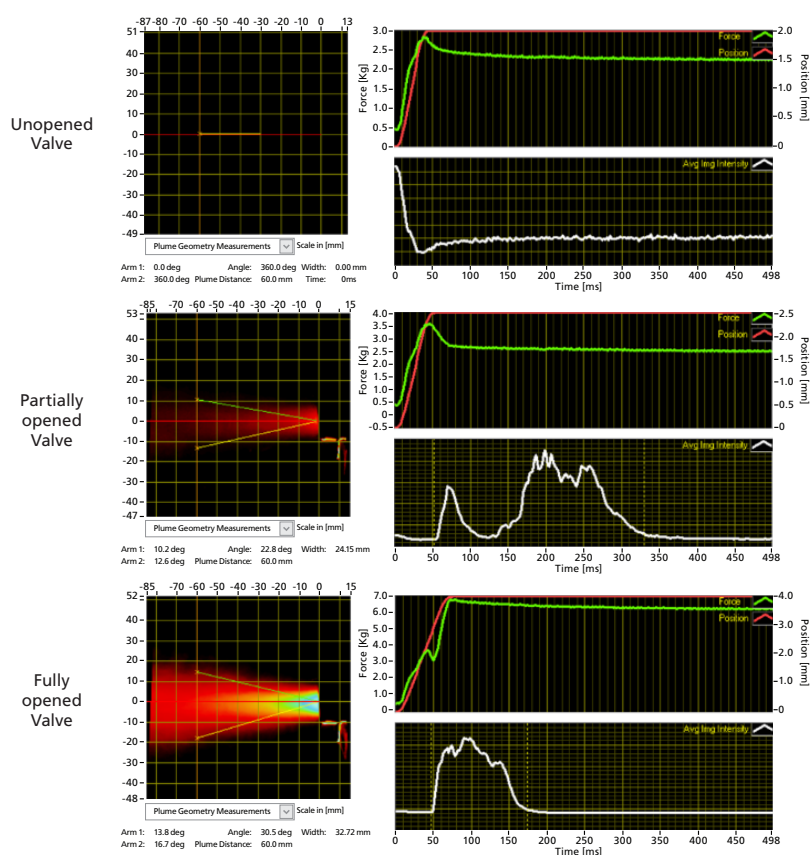 -87-80 -70 -60 -50 -40 -30 -20 -10 0 13
51
40
30
20
10
0
-10
-20
-30
-40
-49
Unopened
Valve
Plume Geometry Measurements Scale in [mm]
Arm 1: 0.0 deg Angle: 360.0 deg Width: 0.00 mm
Arm 2: 360.0 deg Plume Distance: 60.0 mm Time: 0ms
3.0
2.5
2.0
1.5
1.0
0.5
0
Force [Kg]
Force
Position
2.0
1.5
1.0
0.5
0
Position [mm]
Avg Img Intensity
0 50 100 150 200 250 300 350 400 450 498
Time [ms]
-85 -70 -60 -50 -40 -30 -20 -10 0 15
53
40
30
20
10
0
-10
-20
-30
-40
-47
Partially
opened
Valve
Plume Geometry Measurements Scale in [mm]
Arm 1: 10.2 deg Angle: 22.8 deg Width: 24.15 mm
Arm 2: 12.6 deg Plume Distance: 60.0 mm
4.0
3.5
3.0
2.5
2.0
1.5
1.0
0.5
0
-0.5
Force [Kg]
Force
Position
2.5
2.0
1.5
1.0
0.5
0
Position [mm]
Avg Img Intensity
0 50 100 150 200 250 300 350 400 450 498
Time [ms]
-85 -70 -60 -50 -40 -30 -20 -10 0 15
52
40
30
20
10
0
-10
-20
-30
-40
-48
Fully
opened
Valve
Plume Geometry Measurements Scale in [mm]
Arm 1: 13.8 deg Angle: 30.5 deg Width: 32.72 mm
Arm 2: 16.7 deg Plume Distance: 60.0 mm
7.0
6.0
5.0
4.0
3.0
2.0
1.0
0
Force [Kg]
Force
Position
4.0
3.0
2.0
1.0
0
Position [mm]
Avg Img Intensity
0 50 100 150 200 250 300 350 400 450 498
Time [ms]